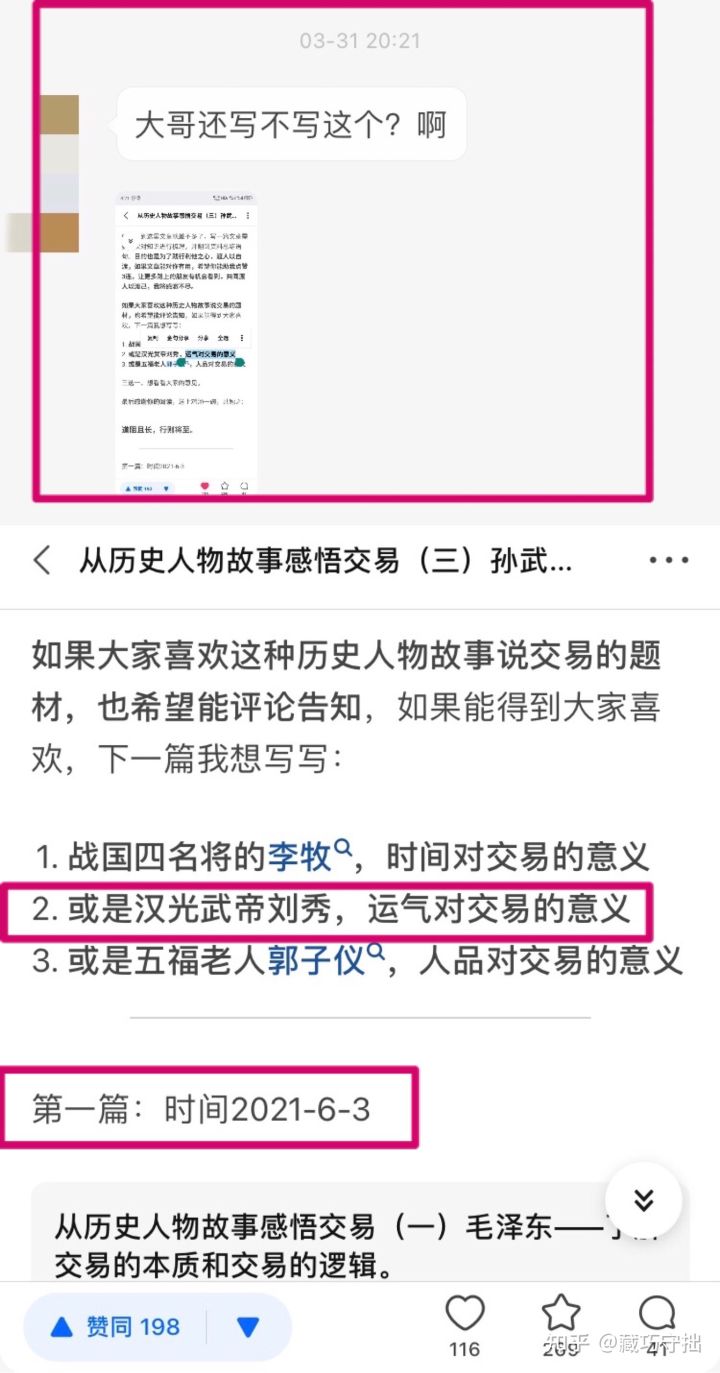 03-31 20:21
大哥还写不写这个？啊
从历史人物故事感悟交易（三）孙武...
如果大家喜欢这种历史人物故事说交易的题
材，也希望能评论告知，如果能得到大家喜
欢，下一篇我想写写：
2 或是汉光武帝刘秀，运气对交易的意义
三选一，想看看大家的意见。
道阻且长，行则将至。
第一篇：时间2021-6-3
从历史人物故事感悟交易（三）孙武...
如果大家喜欢这种历史人物故事说交易的题
材，也希望能评论告知，如果能得到大家喜
欢，下一篇我想写写：
1. 战国四名将的李牧，时间对交易的意义
2. 或是汉光武帝刘秀，运气对交易的意义
3. 或是五福老人郭子仪，人品对交易的意义
第一篇：时间2021-6-3
从历史人物故事感悟交易（一）毛泽东——
交易的本质和交易的逻辑。
赞同 198
116
209
41
知乎 @藏巧守拙